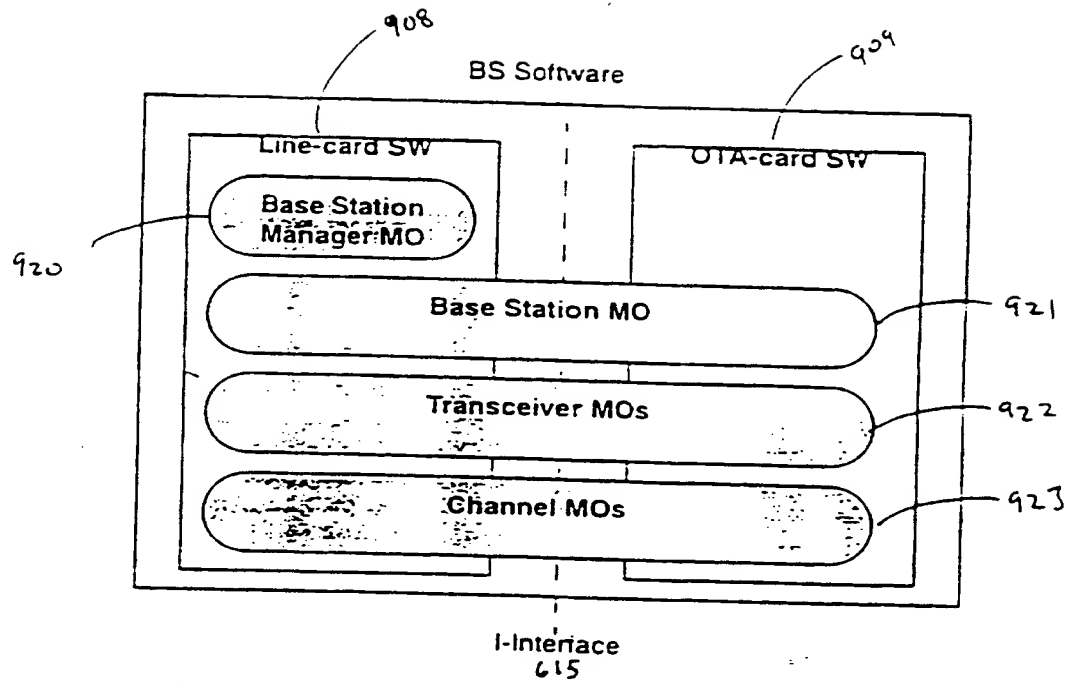 908
909
BS Software
Line-card SW
OTA-card SW
Base Station
Manager MO
920
Base Station MO
921
Transceiver MOs
922
Channel MOs
923
I-Interface
615